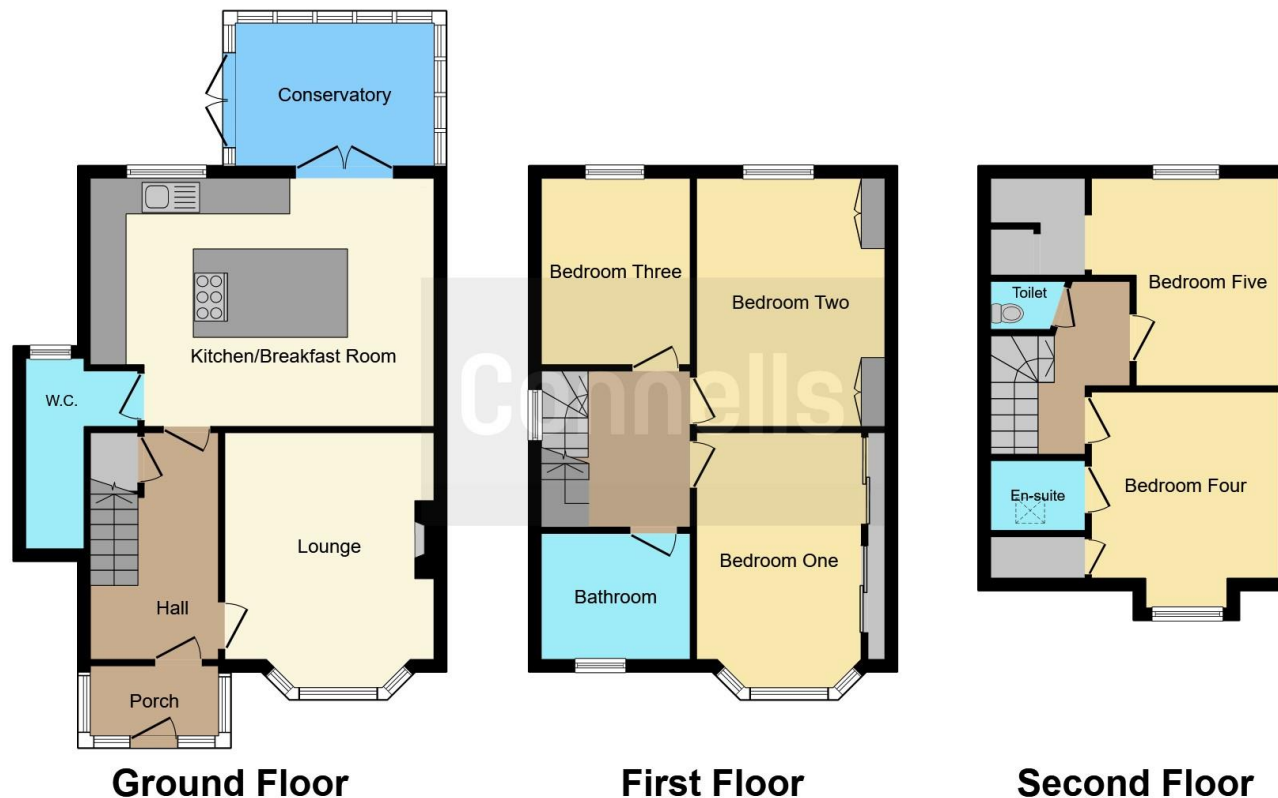 Conservatory
Kitchen/Breakfast Room
W.C.
Lounge
Hall
Porch
Ground Floor
Bedroom Three
Bedroom Two
Bedroom One
Bathroom
First Floor
Toilet
Bedroom Five
En-suite
Bedroom Four
Second Floor
Connells